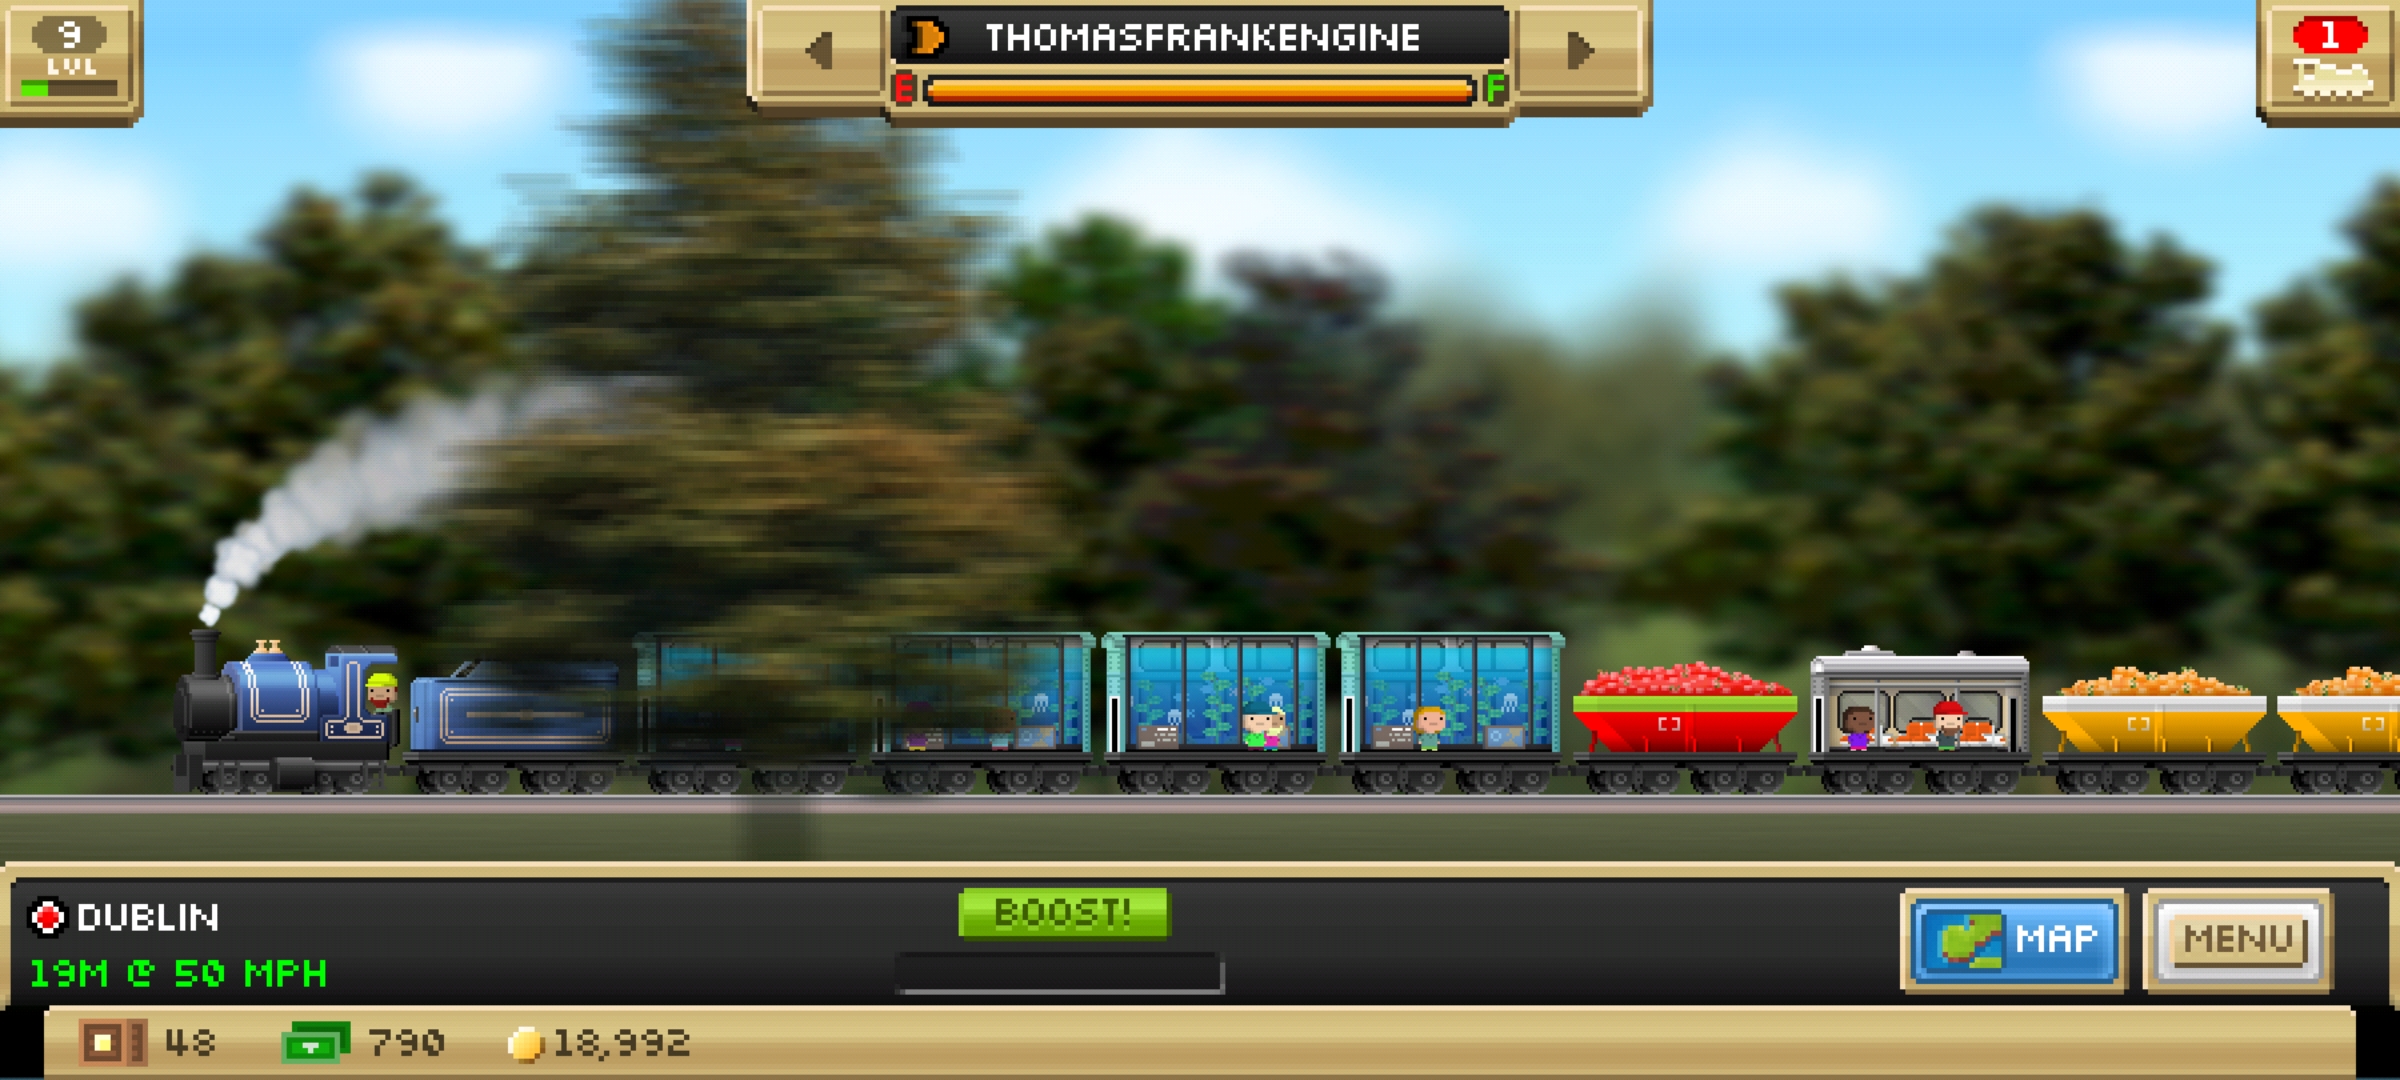 9
LVL
THOMASFRANKENGINE
E F
1
DUBLIN
19M @ 50 MPH
BOOST!
MAP
MENU
48 790 18,992